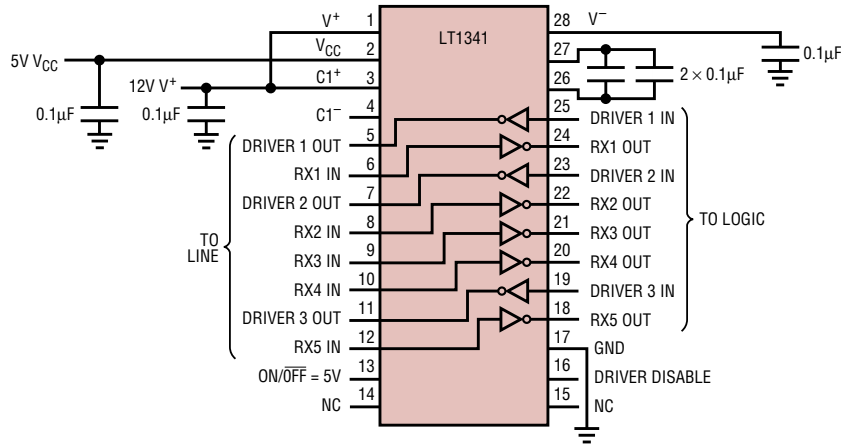 LT1341
V+ 1
VCC 2
5V VCC
C1+ 3
12V V+
0.1µF
0.1µF
C1– 4
DRIVER 1 OUT 5
RX1 IN 6
DRIVER 2 OUT 7
RX2 IN 8
TO LINE
RX3 IN 9
RX4 IN 10
DRIVER 3 OUT 11
RX5 IN 12
ON/OFF = 5V 13
NC 14
28 V–
0.1µF
27
26
2 × 0.1µF
25 DRIVER 1 IN
24 RX1 OUT
23 DRIVER 2 IN
22 RX2 OUT
21 RX3 OUT
TO LOGIC
20 RX4 OUT
19 DRIVER 3 IN
18 RX5 OUT
17 GND
16 DRIVER DISABLE
15 NC